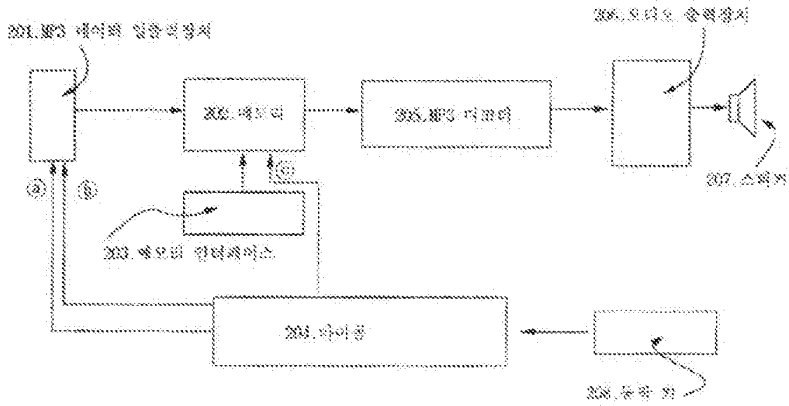 206.오디오 출력장치
201.MP3 데이터 입출력장치
202.메모리
205.MP3 디코더
ⓐ
ⓑ
ⓒ
207.스피커
203.메모리 인터페이스
204.마이콤
208.동작 키